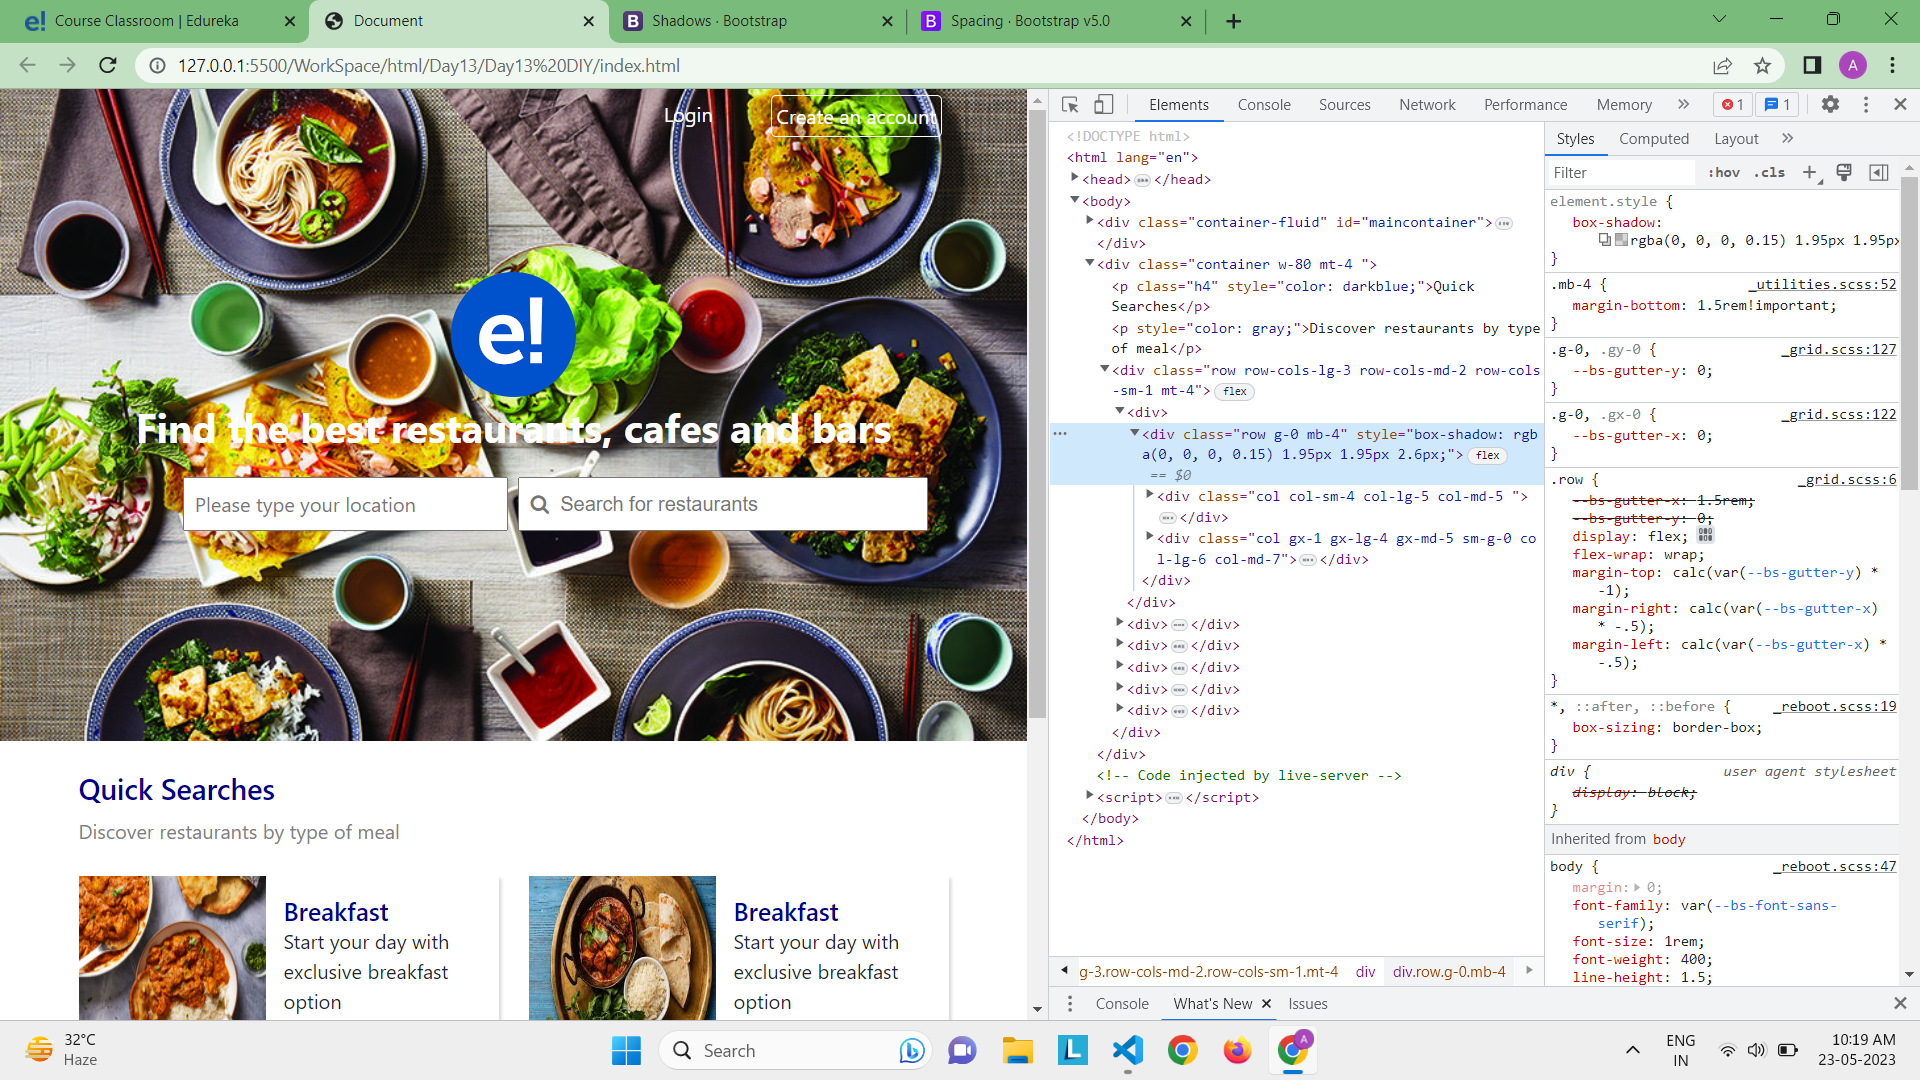 e! Course Classroom | Edureka
Document
B Shadows · Bootstrap
B Spacing · Bootstrap v5.0
127.0.0.1:5500/WorkSpace/html/Day13/Day13%20DIY/index.html
A
Login
Create an account
e!
Find the best restaurants, cafes and bars
Please type your location
Search for restaurants
Quick Searches
Discover restaurants by type of meal
Breakfast
Start your day with
exclusive breakfast
option
Breakfast
Start your day with
exclusive breakfast
option
Elements Console Sources Network Performance Memory » 1 1
<!DOCTYPE html>
<html lang="en">
<head> ••• </head>
<body>
<div class="container-fluid" id="maincontainer"> •••
</div>
<div class="container w-80 mt-4 ">
<p class="h4" style="color: darkblue;">Quick
Searches</p>
<p style="color: gray;">Discover restaurants by type
of meal</p>
<div class="row row-cols-lg-3 row-cols-md-2 row-cols
-sm-1 mt-4"> flex
<div>
••• <div class="row g-0 mb-4" style="box-shadow: rgb
a(0, 0, 0, 0.15) 1.95px 1.95px 2.6px;"> flex
== $0
<div class="col col-sm-4 col-lg-5 col-md-5 ">
••• </div>
<div class="col gx-1 gx-lg-4 gx-md-5 sm-g-0 co
l-lg-6 col-md-7"> ••• </div>
</div>
</div>
<div> ••• </div>
<div> ••• </div>
<div> ••• </div>
<div> ••• </div>
<div> ••• </div>
</div>
</div>
<!-- Code injected by live-server -->
<script> ••• </script>
</body>
</html>
g-3.row-cols-md-2.row-cols-sm-1.mt-4 div div.row.g-0.mb-4
Styles Computed Layout »
Filter :hov .cls +
element.style {
box-shadow:
rgba(0, 0, 0, 0.15) 1.95px 1.95px
}
.mb-4 { _utilities.scss:52
margin-bottom: 1.5rem!important;
}
.g-0, .gy-0 { _grid.scss:127
--bs-gutter-y: 0;
}
.g-0, .gx-0 { _grid.scss:122
--bs-gutter-x: 0;
}
.row { _grid.scss:6
--bs-gutter-x: 1.5rem;
--bs-gutter-y: 0;
display: flex;
flex-wrap: wrap;
margin-top: calc(var(--bs-gutter-y) *
-1);
margin-right: calc(var(--bs-gutter-x)
* -.5);
margin-left: calc(var(--bs-gutter-x) *
-.5);
}
*, ::after, ::before { _reboot.scss:19
box-sizing: border-box;
}
div { user agent stylesheet
display: block;
}
Inherited from body
body { _reboot.scss:47
margin: 0;
font-family: var(--bs-font-sans-
serif);
font-size: 1rem;
font-weight: 400;
line-height: 1.5;
Console What's New Issues
32°C
Haze
Search
L
A
ENG
IN
10:19 AM
23-05-2023